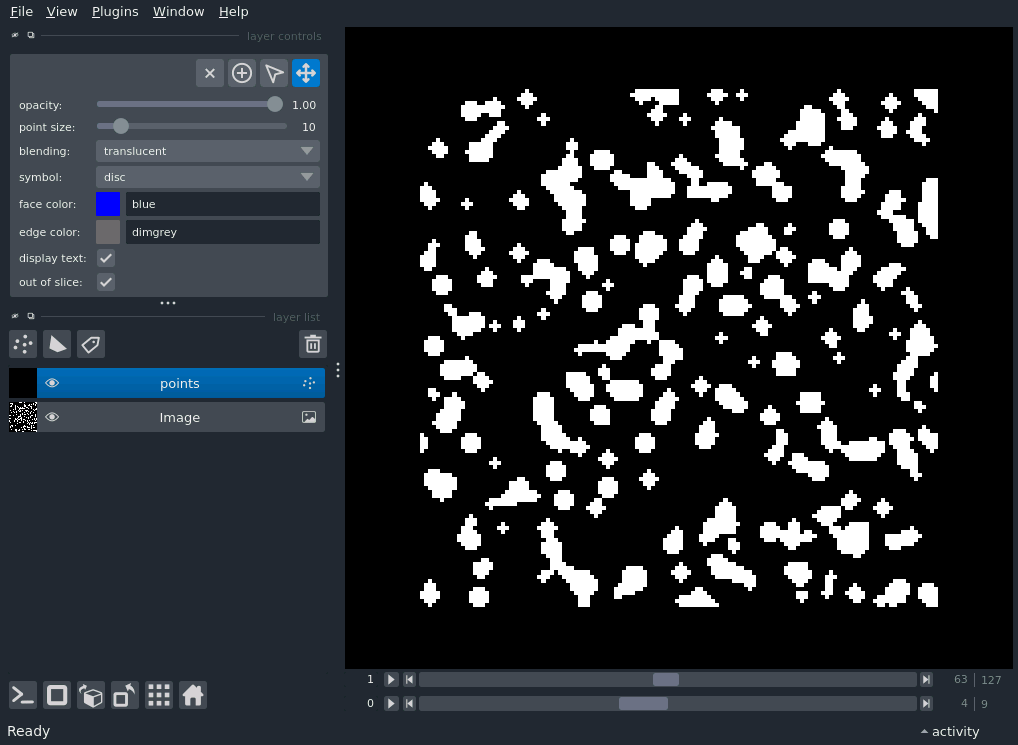 File View Plugins Window Help
layer controls
opacity: 1.00
point size: 10
blending: translucent
symbol: disc
face color: blue
edge color: dimgrey
display text:
out of slice:
layer list
points
Image
1 63 127
0 4 9
Ready activity